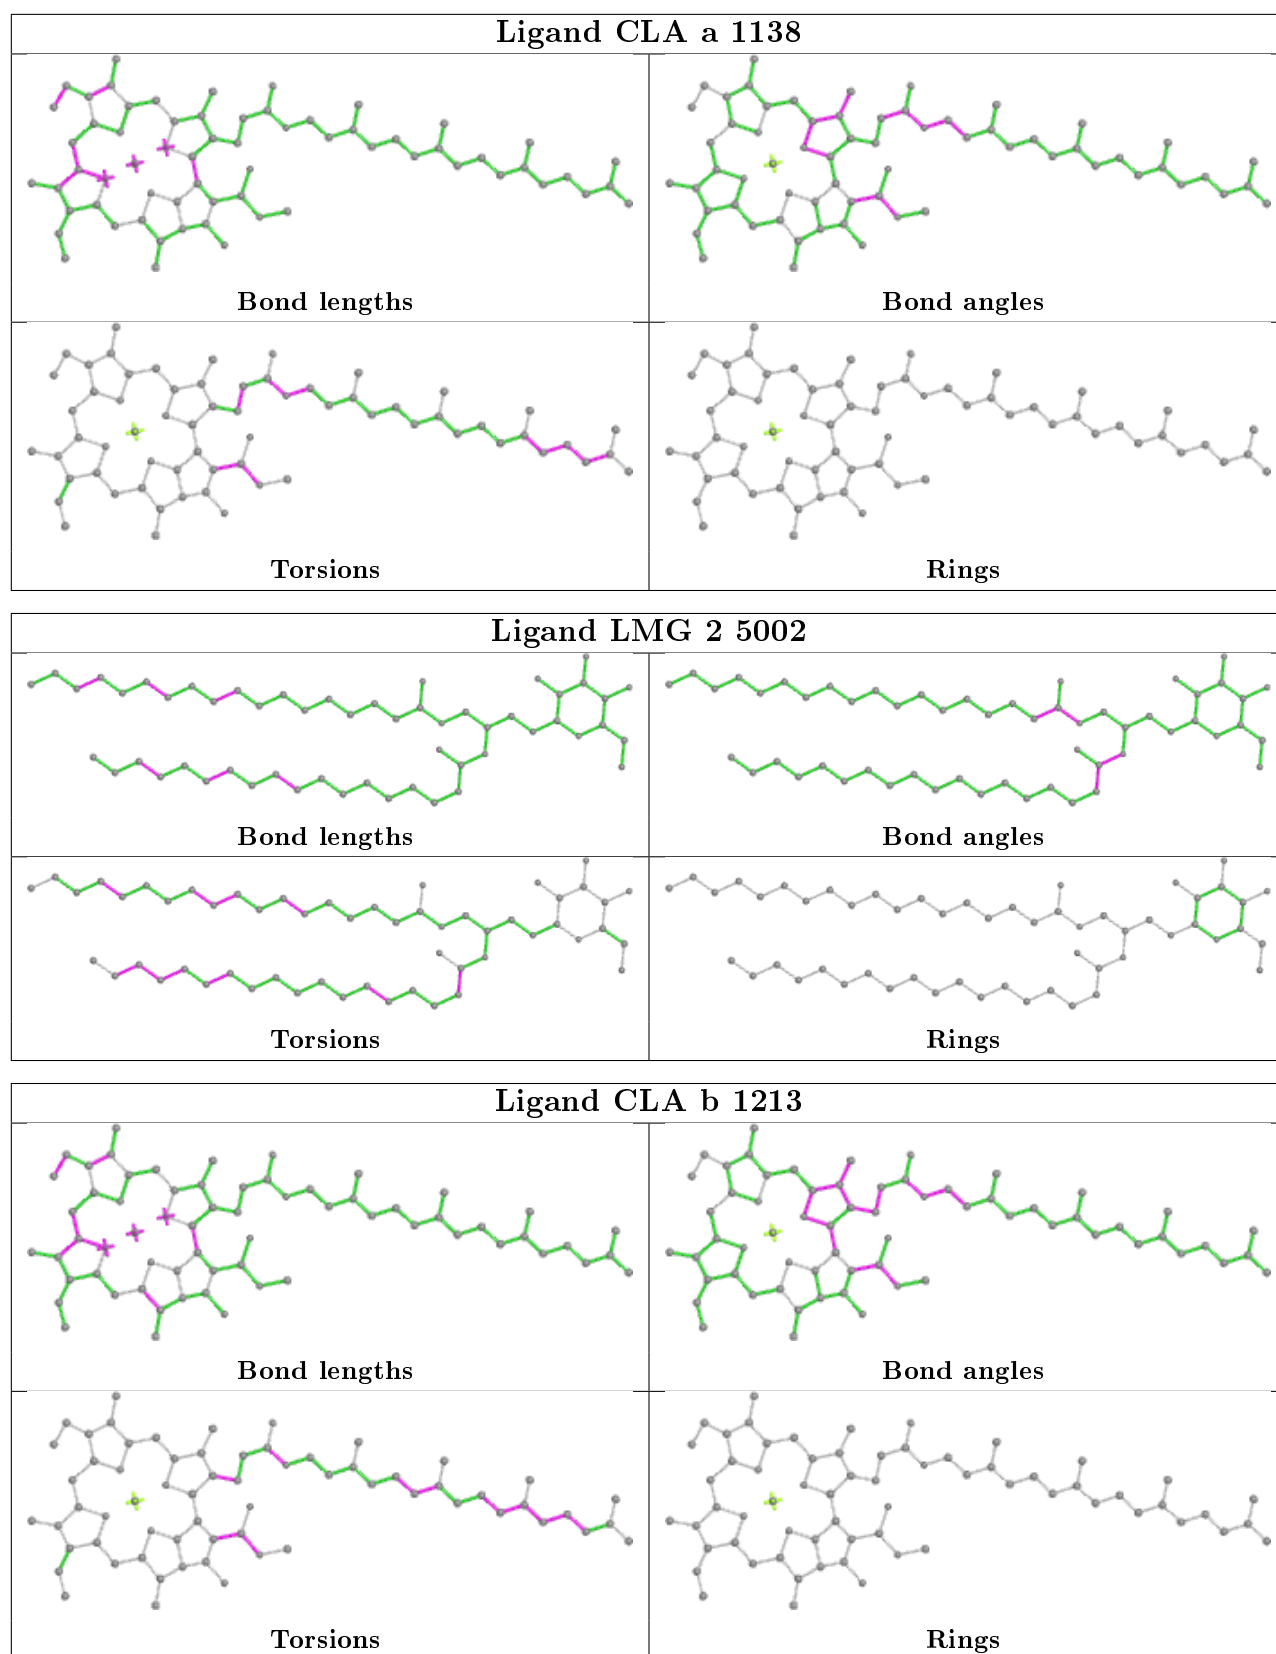 Ligand CLA a 1138
Bond lengths
Bond angles
Torsions
Rings
Ligand LMG 2 5002
Bond lengths
Bond angles
Torsions
Rings
Ligand CLA b 1213
Bond lengths
Bond angles
Torsions
Rings